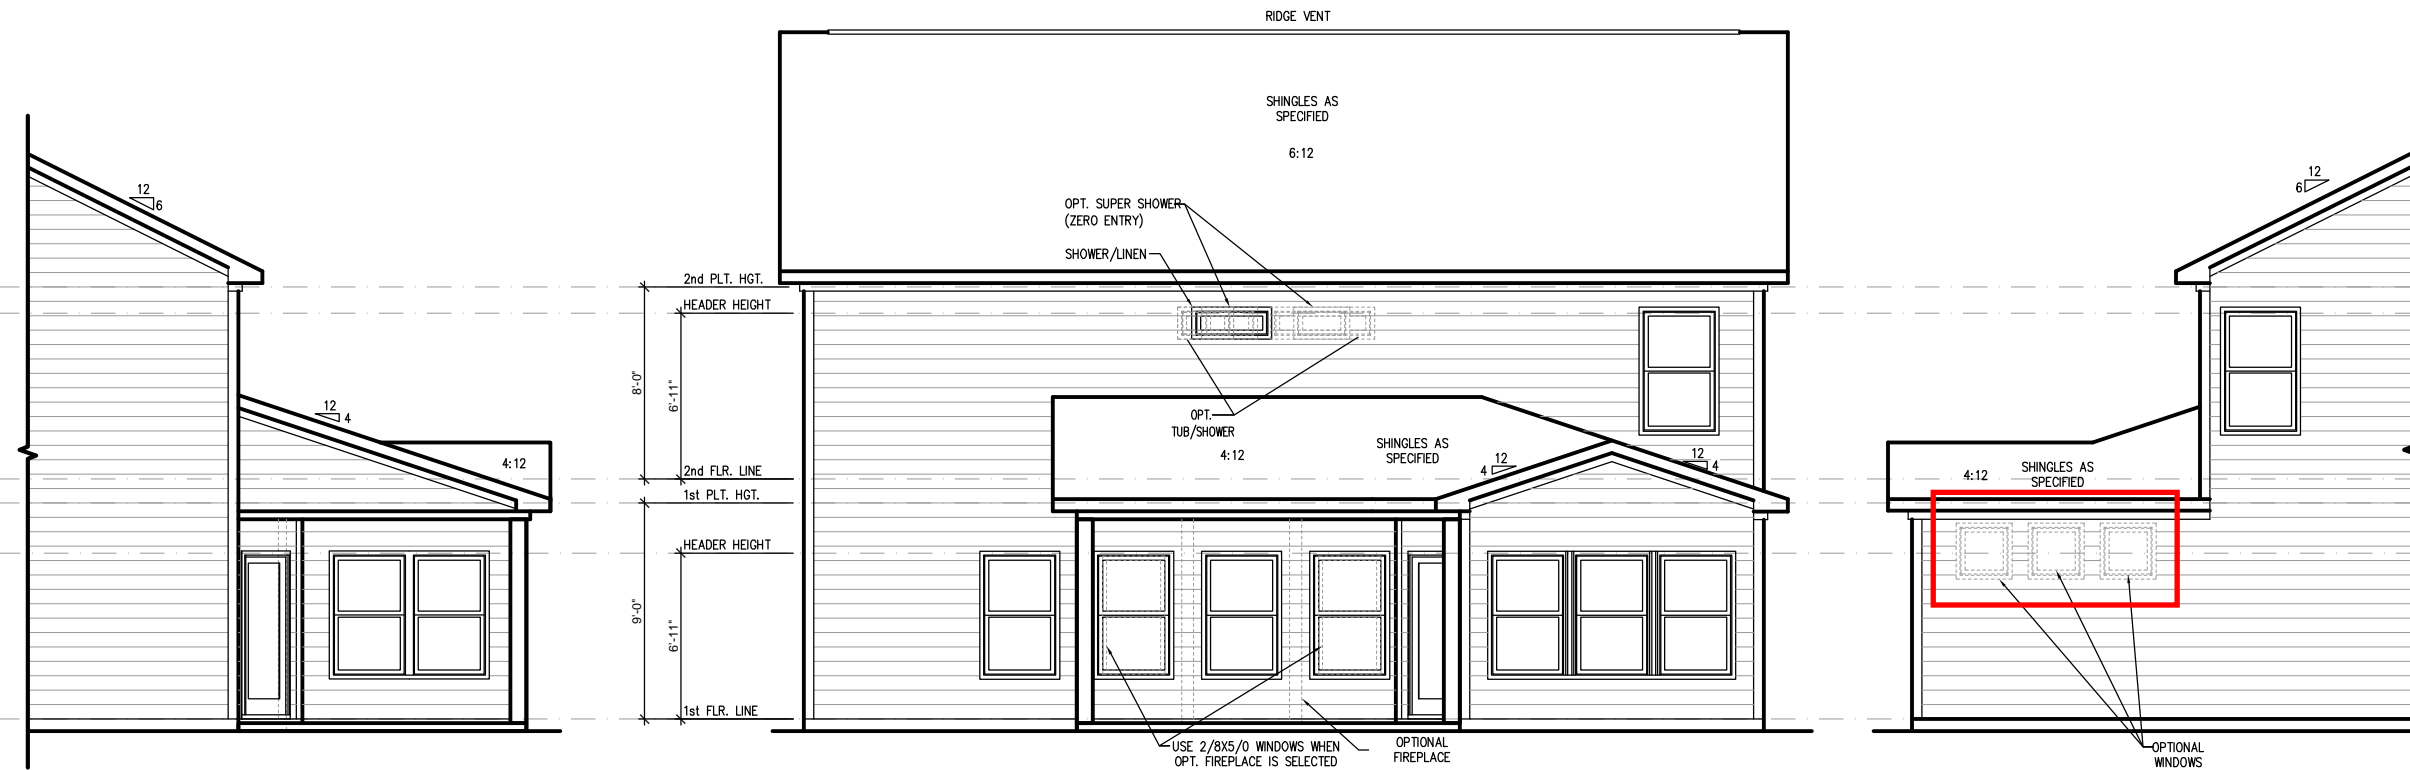 RIDGE VENT
SHINGLES AS
SPECIFIED
6:12
12
6
12
6
OPT. SUPER SHOWER
(ZERO ENTRY)
SHOWER/LINEN
2nd PLT. HGT.
HEADER HEIGHT
8'-0"
6'-11"
12
4
OPT.
TUB/SHOWER
4:12
SHINGLES AS
SPECIFIED
12
4
12
4
4:12
2nd FLR. LINE
1st PLT. HGT.
4:12
SHINGLES AS
SPECIFIED
HEADER HEIGHT
9'-0"
6'-11"
1st FLR. LINE
USE 2/8X5/0 WINDOWS WHEN
OPT. FIREPLACE IS SELECTED
OPTIONAL
FIREPLACE
OPTIONAL
WINDOWS